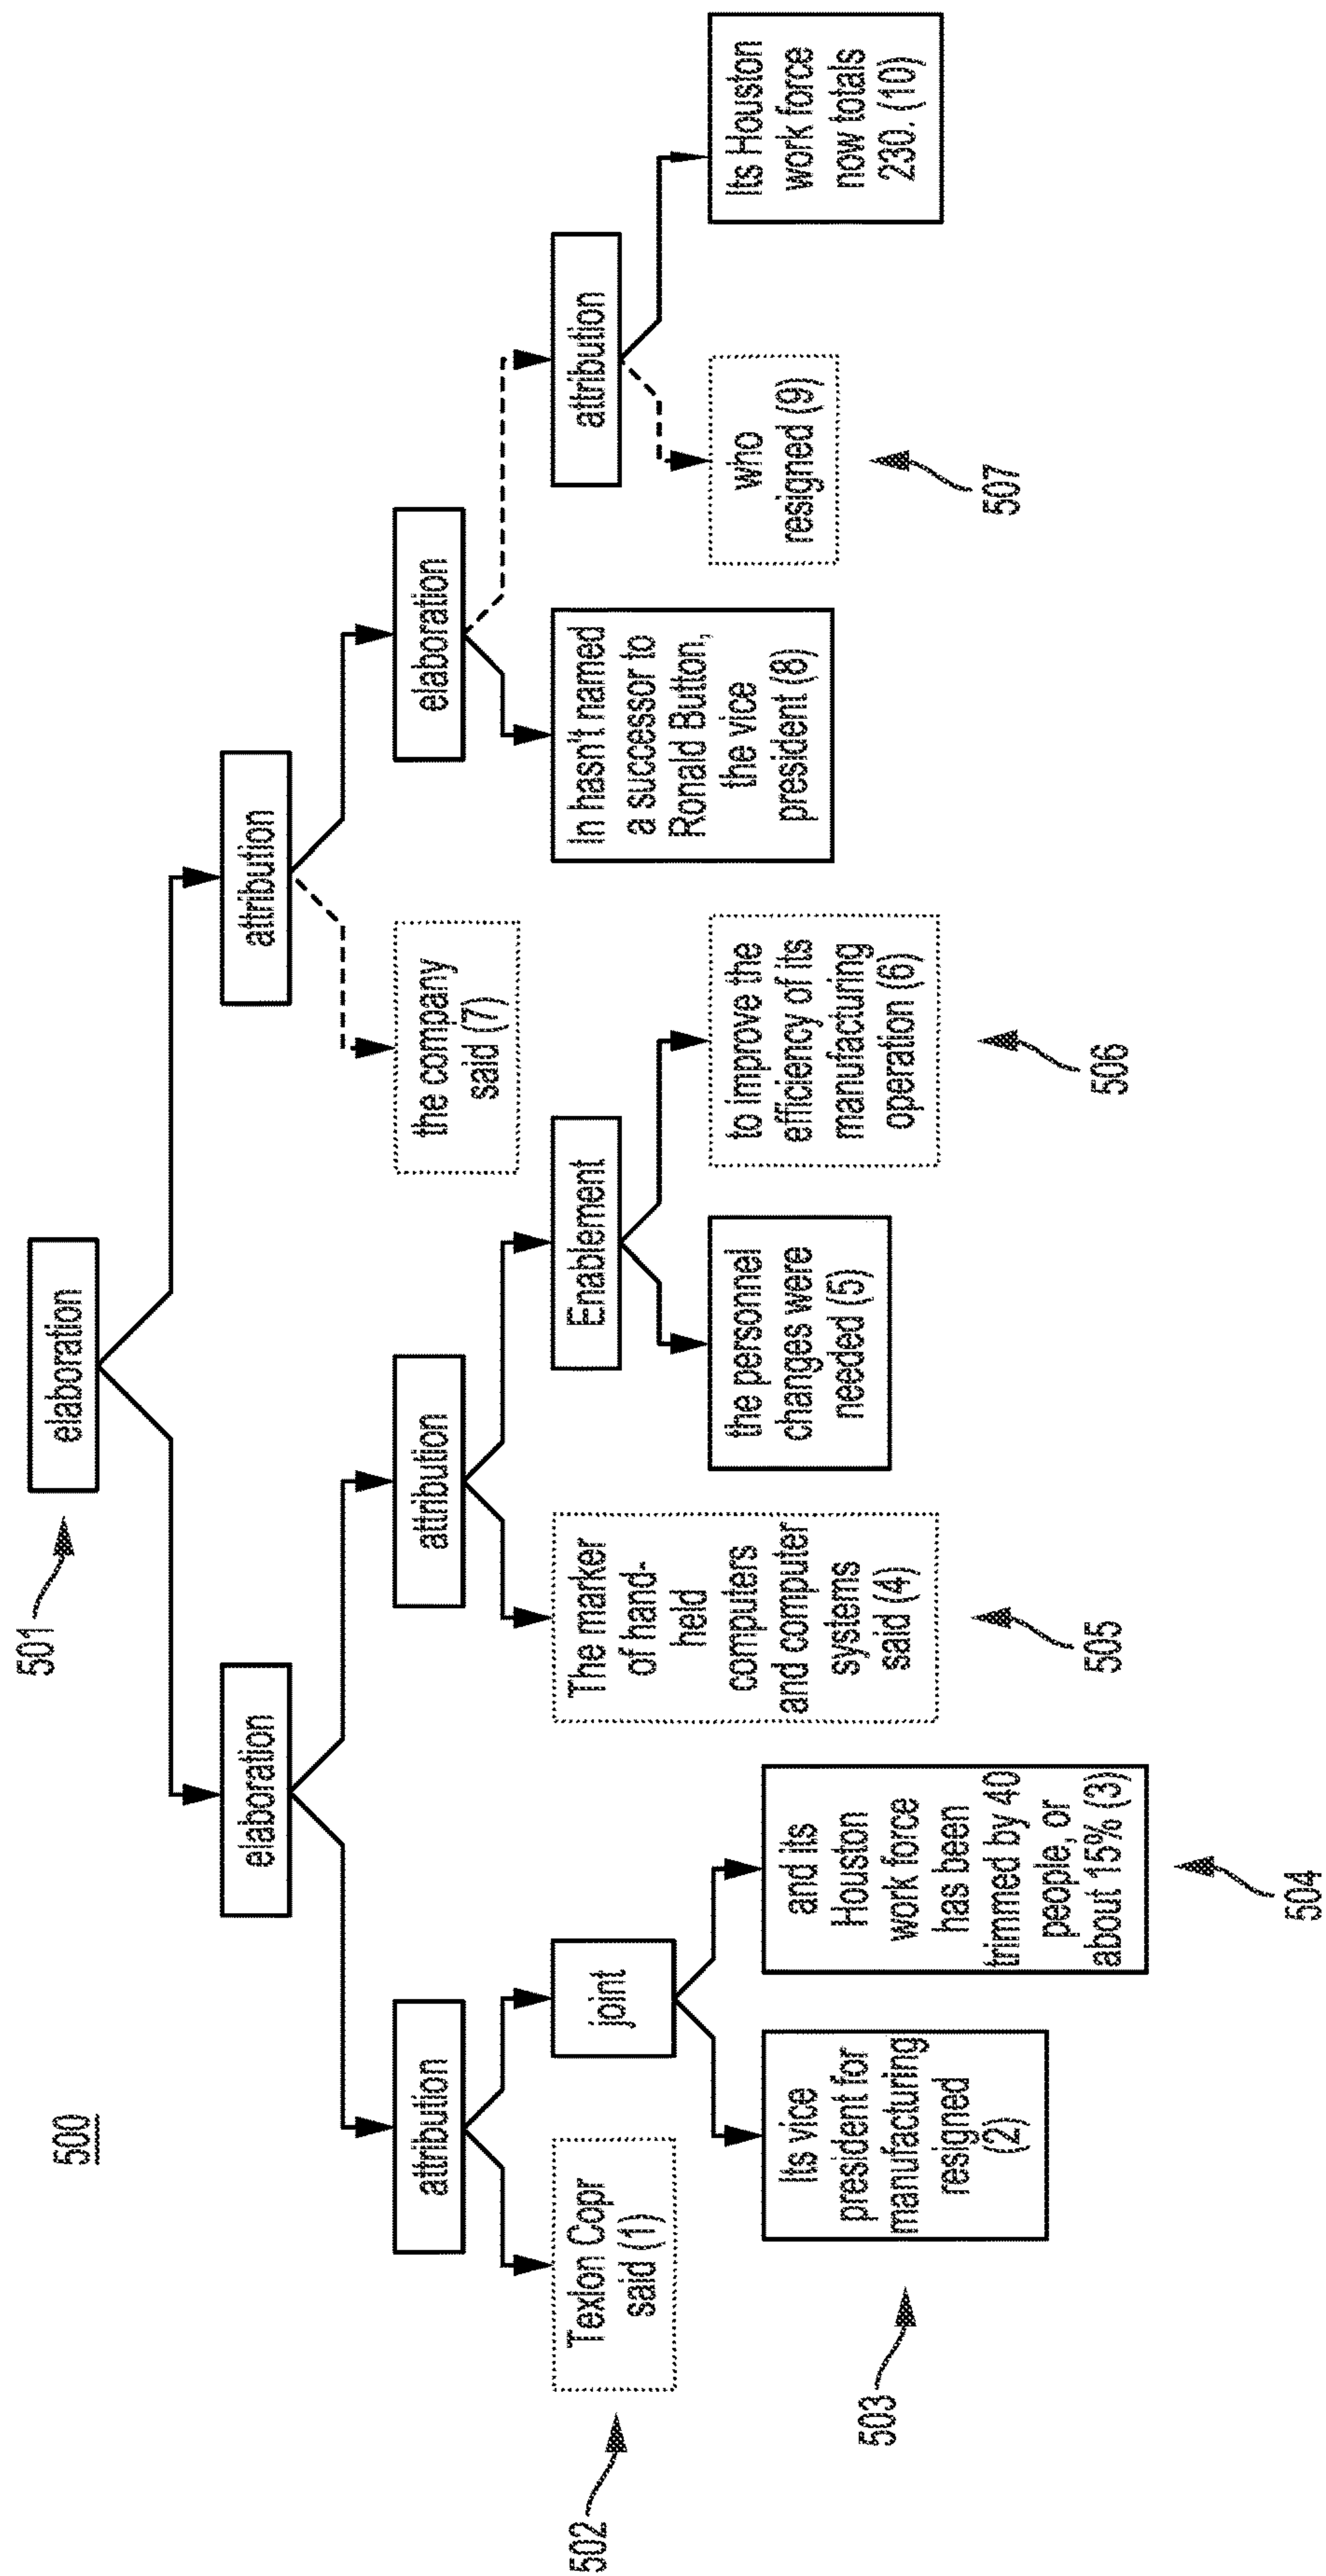 500
501
elaboration
elaboration
attribution
attribution
attribution
the company
said (7)
elaboration
Texlon Copr
said (1)
joint
The marker
of hand-
held
computers
and computer
systems
said (4)
Enablement
In hasn't named
a successor to
Ronald Button,
the vice
president (8)
attribution
502
Its vice
president for
manufacturing
resigned
(2)
and its
Houston
work force
has been
trimmed by 40
people, or
about 15% (3)
the personnel
changes were
needed (5)
to improve the
efficiency of its
manufacturing
operation (6)
who
resigned (9)
Its Houston
work force
now totals
230. (10)
503
504
505
506
507